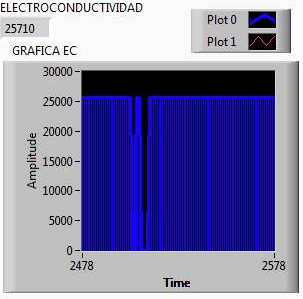 ELECTROCONDUCTIVIDAD
25710
Plot 0
Plot 1
GRAFICA EC
30000
25000
20000
15000
10000
5000
0
Amplitude
2478
2578
Time